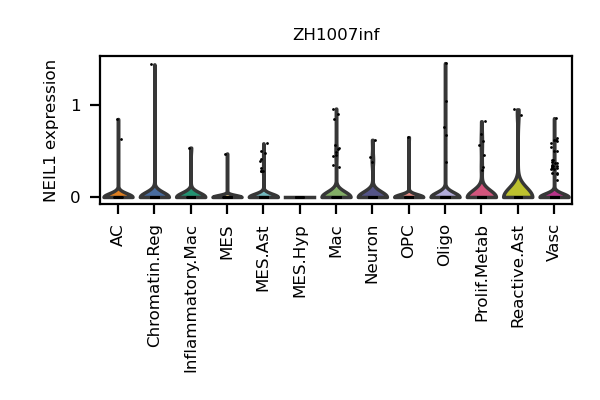 ZH1007inf
NEIL1 expression
1
0
AC
Chromatin.Reg
Inflammatory.Mac
MES
MES.Ast
MES.Hyp
Mac
Neuron
OPC
Oligo
Prolif.Metab
Reactive.Ast
Vasc